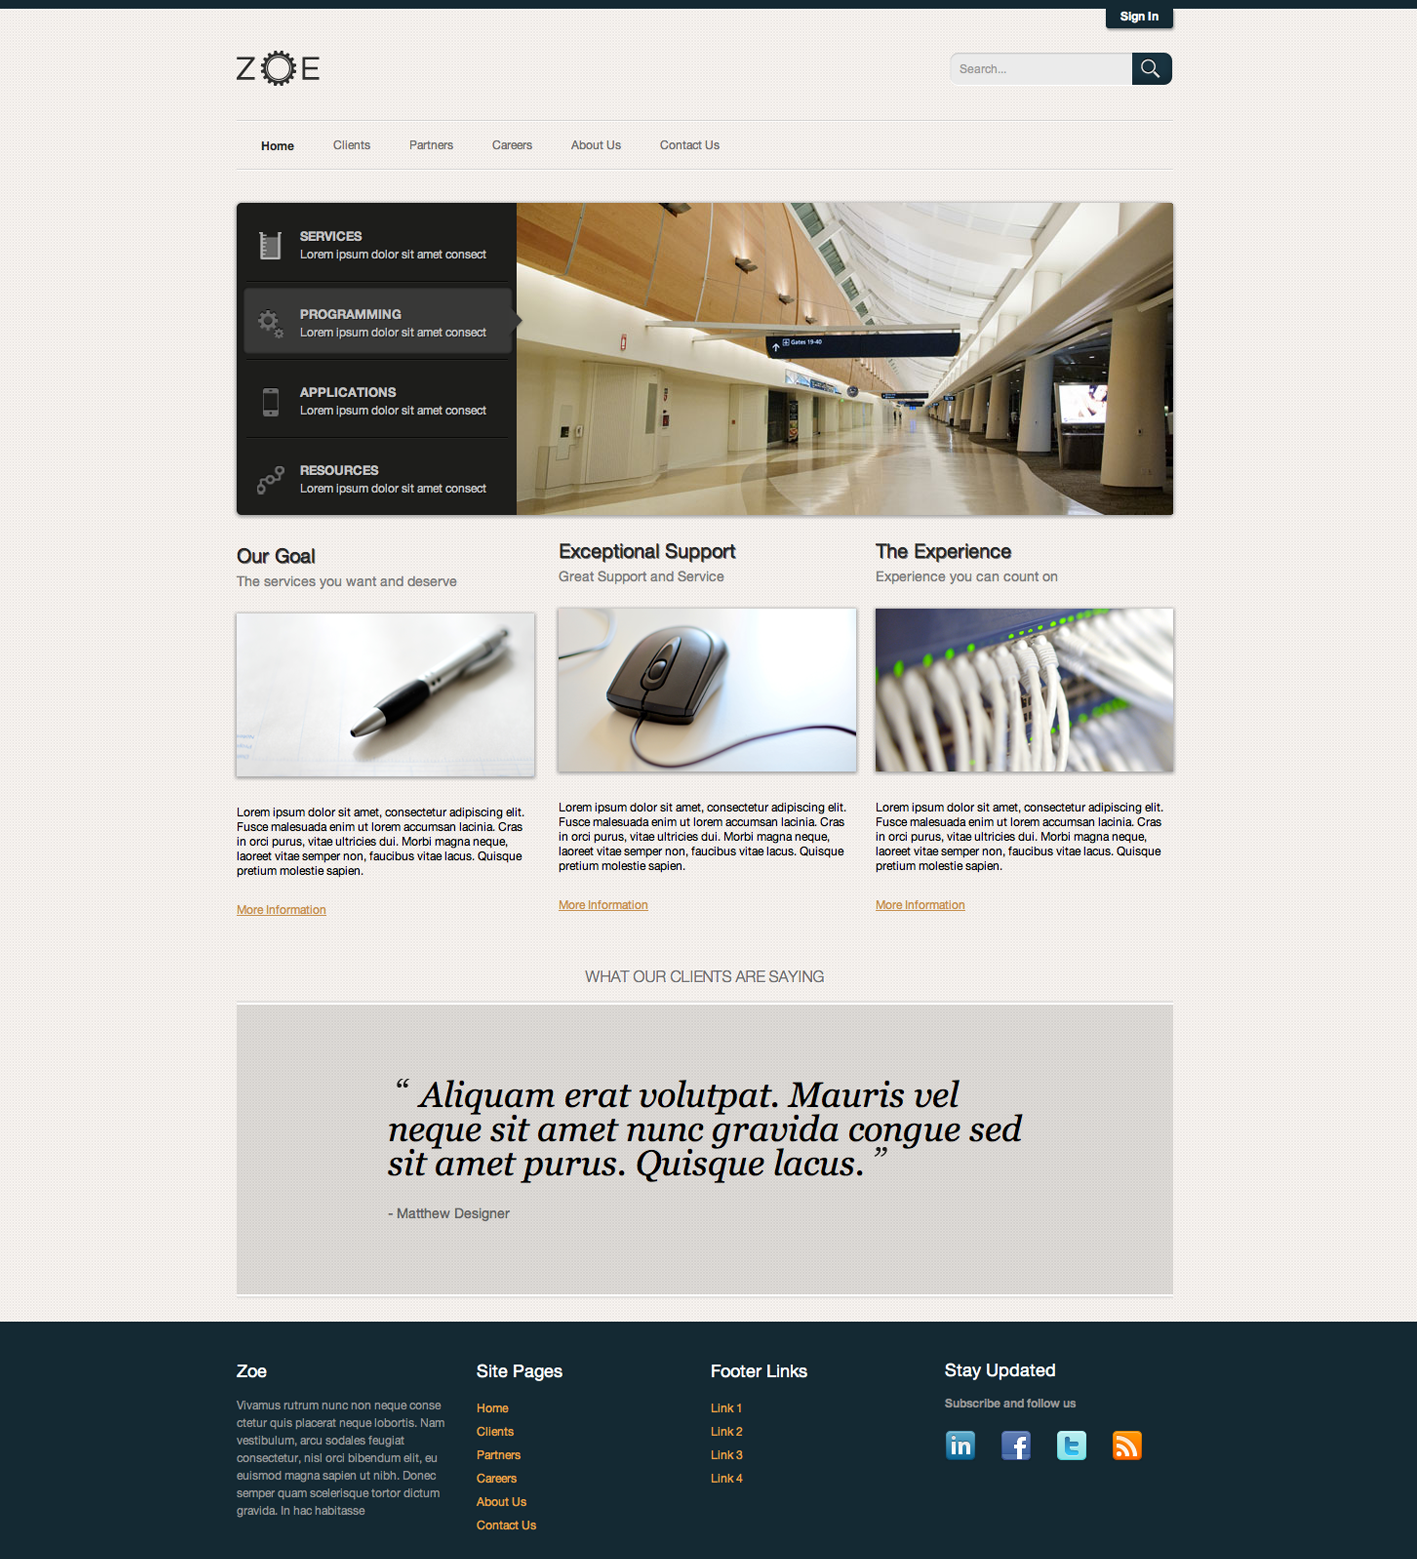 Sign In
ZOE
Search...
Home Clients Partners Careers About Us Contact Us
SERVICES
Lorem ipsum dolor sit amet consect
PROGRAMMING
Lorem ipsum dolor sit amet consect
APPLICATIONS
Lorem ipsum dolor sit amet consect
RESOURCES
Lorem ipsum dolor sit amet consect
Gates 19-40
Our Goal
The services you want and deserve
Lorem ipsum dolor sit amet, consectetur adipiscing elit.
Fusce malesuada enim ut lorem accumsan lacinia. Cras
in orci purus, vitae ultricies dui. Morbi magna neque,
laoreet vitae semper non, faucibus vitae lacus. Quisque
pretium molestie sapien.
More Information
Exceptional Support
Great Support and Service
Lorem ipsum dolor sit amet, consectetur adipiscing elit.
Fusce malesuada enim ut lorem accumsan lacinia. Cras
in orci purus, vitae ultricies dui. Morbi magna neque,
laoreet vitae semper non, faucibus vitae lacus. Quisque
pretium molestie sapien.
More Information
The Experience
Experience you can count on
Lorem ipsum dolor sit amet, consectetur adipiscing elit.
Fusce malesuada enim ut lorem accumsan lacinia. Cras
in orci purus, vitae ultricies dui. Morbi magna neque,
laoreet vitae semper non, faucibus vitae lacus. Quisque
pretium molestie sapien.
More Information
WHAT OUR CLIENTS ARE SAYING
“ Aliquam erat volutpat. Mauris vel
neque sit amet nunc gravida congue sed
sit amet purus. Quisque lacus. ”
- Matthew Designer
Zoe
Vivamus rutrum nunc non neque conse
ctetur quis placerat neque lobortis. Nam
vestibulum, arcu sodales feugiat
consectetur, nisl orci bibendum elit, eu
euismod magna sapien ut nibh. Donec
semper quam scelerisque tortor dictum
gravida. In hac habitasse
Site Pages
Home
Clients
Partners
Careers
About Us
Contact Us
Footer Links
Link 1
Link 2
Link 3
Link 4
Stay Updated
Subscribe and follow us
in f t